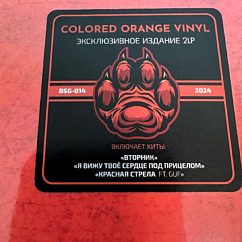 COLORED ORANGE VINYL
ЭКСКЛЮЗИВНОЕ ИЗДАНИЕ 2LP
BSG-014
2024
ВКЛЮЧАЕТ ХИТЫ:
«ВТОРНИК»
«Я ВИЖУ ТВОЁ СЕРДЦЕ ПОД ПРИЦЕЛОМ»
«КРАСНАЯ СТРЕЛА FT. GUF»